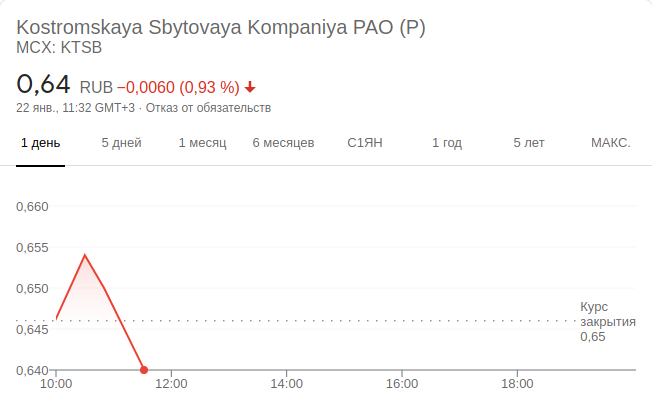 Kostromskaya Sbytovaya Kompaniya PAO (P)
MCX: KTSB
0,64 RUB −0,0060 (0,93 %)
22 янв., 11:32 GMT+3 · Отказ от обязательств
1 день 5 дней 1 месяц 6 месяцев С1ЯН 1 год 5 лет МАКС.
0,660
0,655
0,650
0,645
0,640
Курс
закрытия
0,65
10:00 12:00 14:00 16:00 18:00